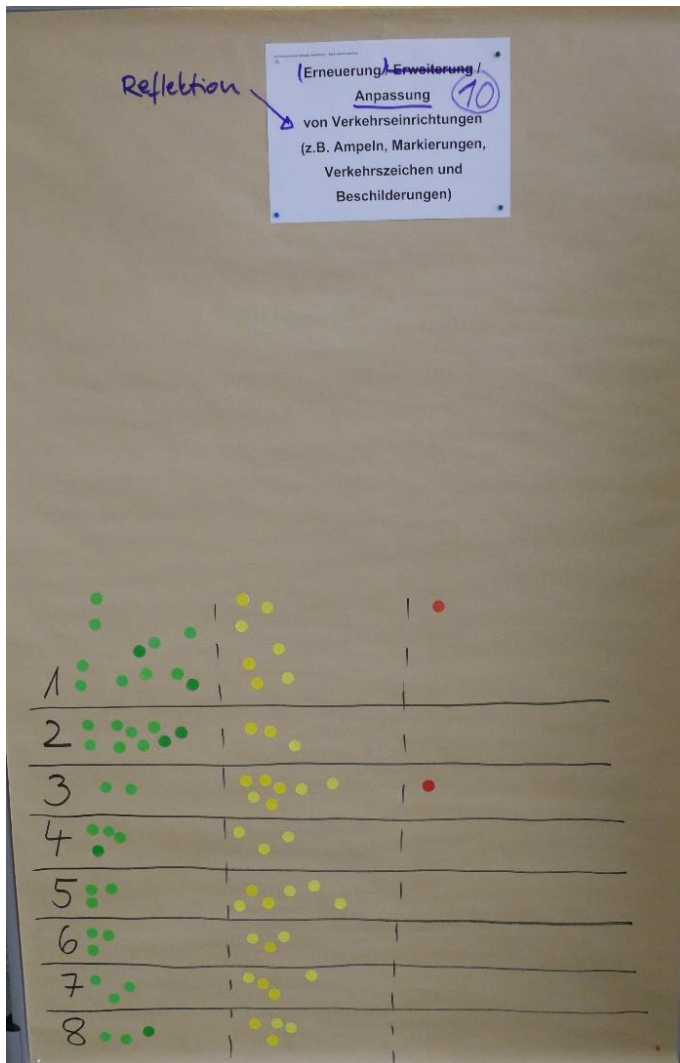 Reflektion
(Erneuerung) Erweiterung /
Anpassung 10
von Verkehrseinrichtungen
(z.B. Ampeln, Markierungen,
Verkehrszeichen und
Beschilderungen)
1
2
3
4
5
6
7
8